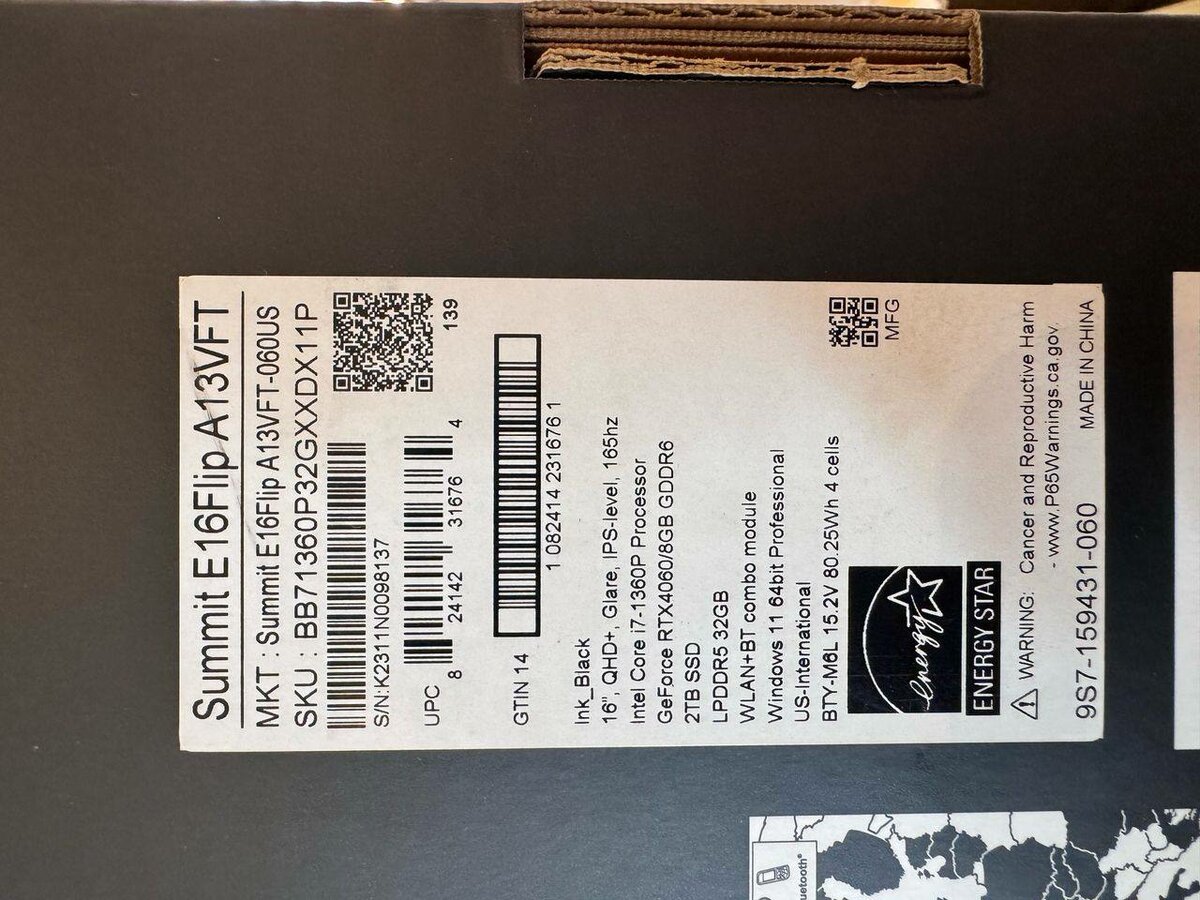 Summit E16Flip A13VFT
MKT : Summit E16Flip A13VFT-060US
SKU : BB71360P32GXXDX11P
S/N:K2311N0098137
139
UPC
8 24142 31676 4
GTIN 14
1 082414 231676 1
Ink_Black
16", QHD+, Glare, IPS-level, 165hz
Intel Core i7-1360P Processor
GeForce RTX4060/8GB GDDR6
2TB SSD
LPDDR5 32GB
WLAN+BT combo module
Windows 11 64bit Professional
US-International
BTY-M6L 15.2V 80.25Wh 4 cells
MFG
energy
ENERGY STAR
WARNING: Cancer and Reproductive Harm
- www.P65Warnings.ca.gov.
9S7-159431-060 MADE IN CHINA